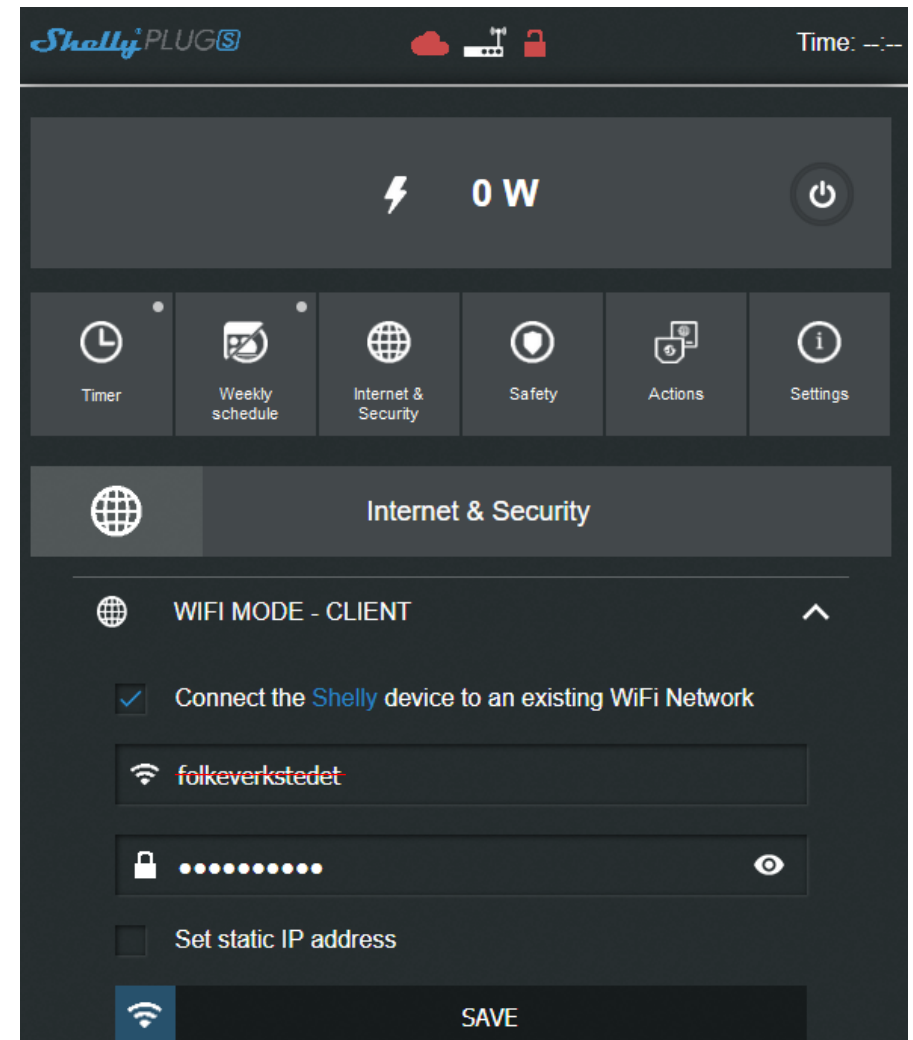 Shelly PLUG S
Time: --:--
0 W
Timer
Weekly
schedule
Internet &
Security
Safety
Actions
Settings
i
Internet & Security
WIFI MODE - CLIENT
Connect the Shelly device to an existing WiFi Network
folkeverkstedet
••••••••••
Set static IP address
SAVE